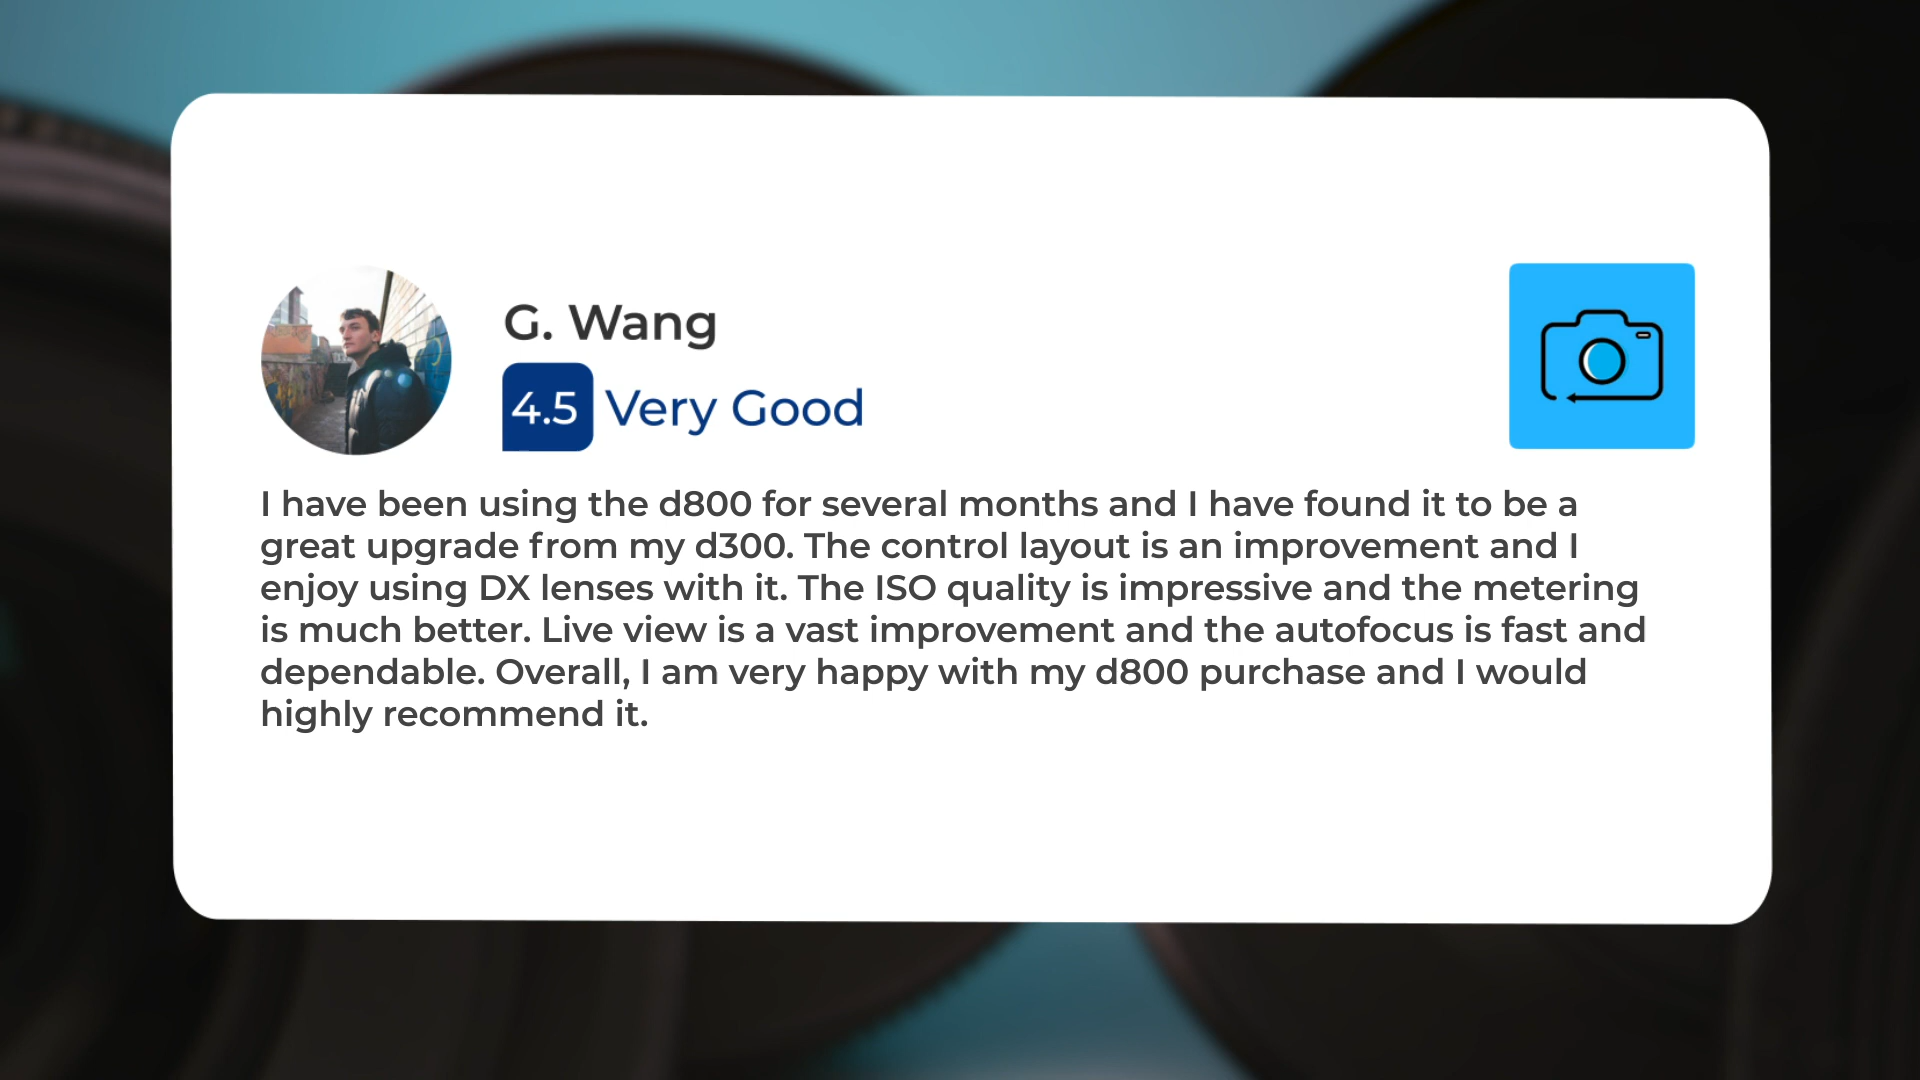 G. Wang
4.5 Very Good
I have been using the d800 for several months and I have found it to be a
great upgrade from my d300. The control layout is an improvement and I
enjoy using DX lenses with it. The ISO quality is impressive and the metering
is much better. Live view is a vast improvement and the autofocus is fast and
dependable. Overall, I am very happy with my d800 purchase and I would
highly recommend it.